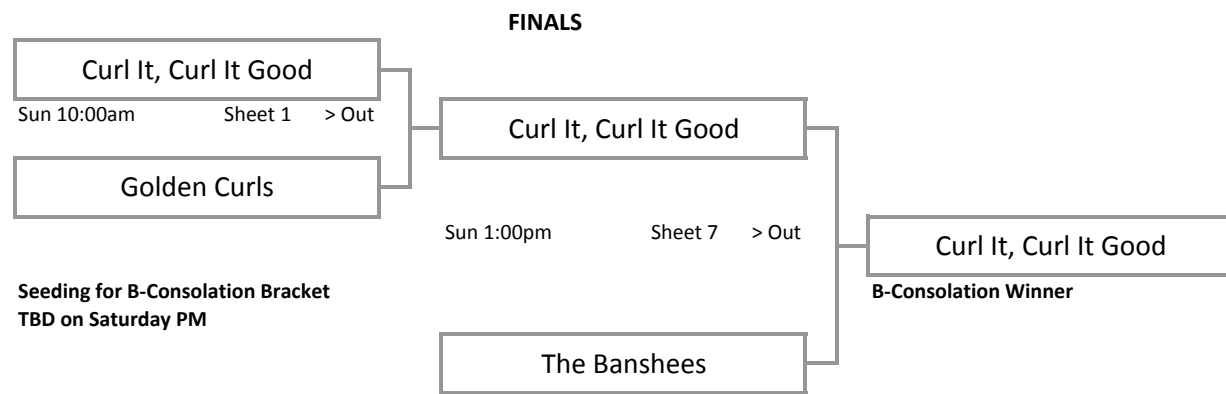 FINALS
Curl It, Curl It Good
Sun 10:00am Sheet 1 > Out
Curl It, Curl It Good
Golden Curls
Sun 1:00pm Sheet 7 > Out
Curl It, Curl It Good
Seeding for B-Consolation Bracket
TBD on Saturday PM
B-Consolation Winner
The Banshees